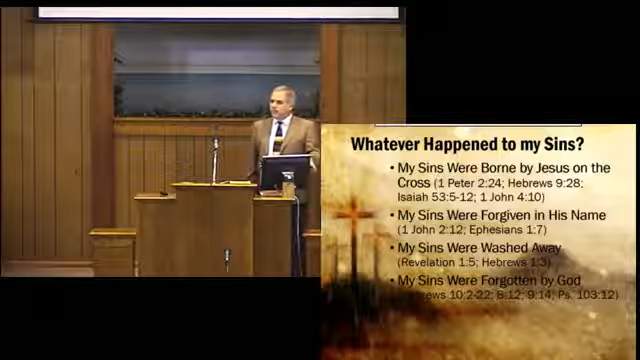 Whatever Happened to my Sins?
• My Sins Were Borne by Jesus on the
Cross (1 Peter 2:24; Hebrews 9:28;
Isaiah 53:5-12; 1 John 4:10)
• My Sins Were Forgiven in His Name
(1 John 2:12; Ephesians 1:7)
• My Sins Were Washed Away
(Revelation 1:5; Hebrews 1:3)
• My Sins Were Forgotten by God
10:2-22; 8:12; 9:14; Ps. 103:12)